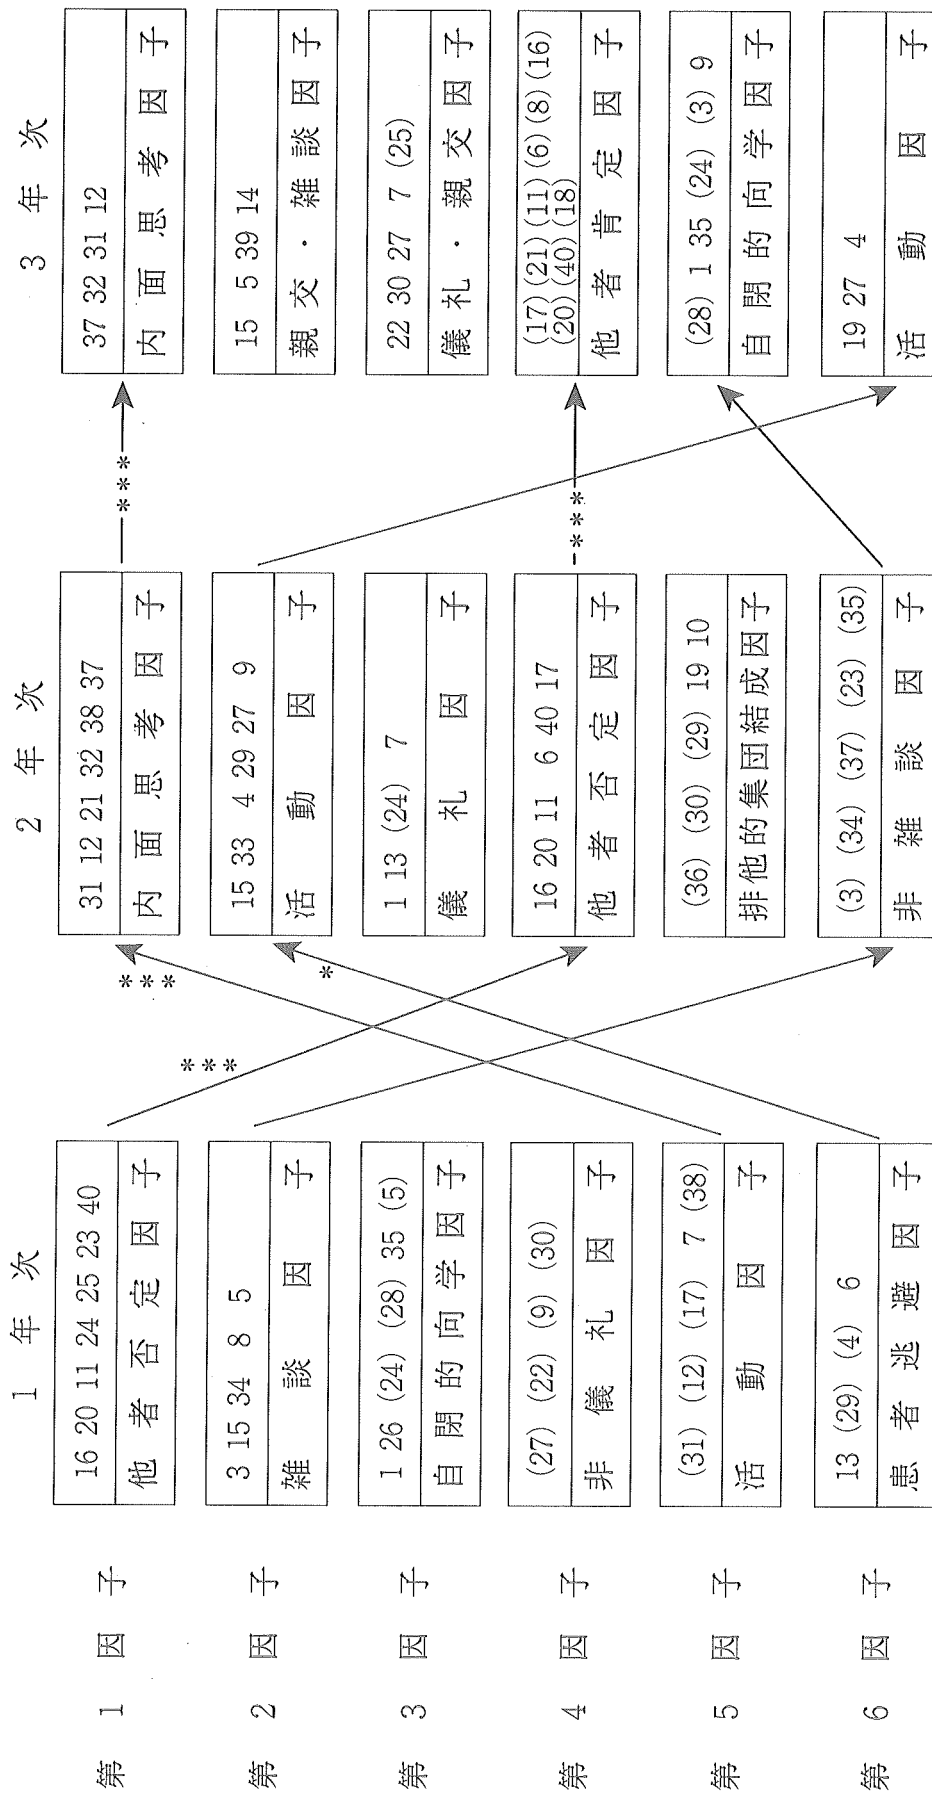 1 年 次
2 年 次
3 年 次
第 1 因 子
16 20 11 24 25 23 40
他 者 否 定 因 子
***
***
31 12 21 32 38 37
内 面 思 考 因 子
***
37 32 31 12
内 面 思 考 因 子
第 2 因 子
3 15 34 8 5
雑 談 因 子
*
15 33 4 29 27 9
活 動 因 子
15 5 39 14
親 交 ・ 雑 談 因 子
第 3 因 子
1 26 (24) (28) 35 (5)
自 閉 的 向 学 因 子
1 13 (24) 7
儀 礼 因 子
22 30 27 7 (25)
儀 礼 ・ 親 交 因 子
第 4 因 子
(27) (22) (9) (30)
非 儀 礼 因 子
16 20 11 6 40 17
他 者 否 定 因 子
-***
(17) (21) (11) (6) (8) (16)
(20) (40) (18)
他 者 肯 定 因 子
第 5 因 子
(31) (12) (17) 7 (38)
活 動 因 子
(36) (30) (29) 19 10
排他的集団結成因子
(28) 1 35 (24) (3) 9
自 閉 的 向 学 因 子
第 6 因 子
13 (29) (4) 6
患 者 逃 避 因 子
(3) (34) (37) (23) (35)
非 雑 談 因 子
19 27 4
活 動 因 子